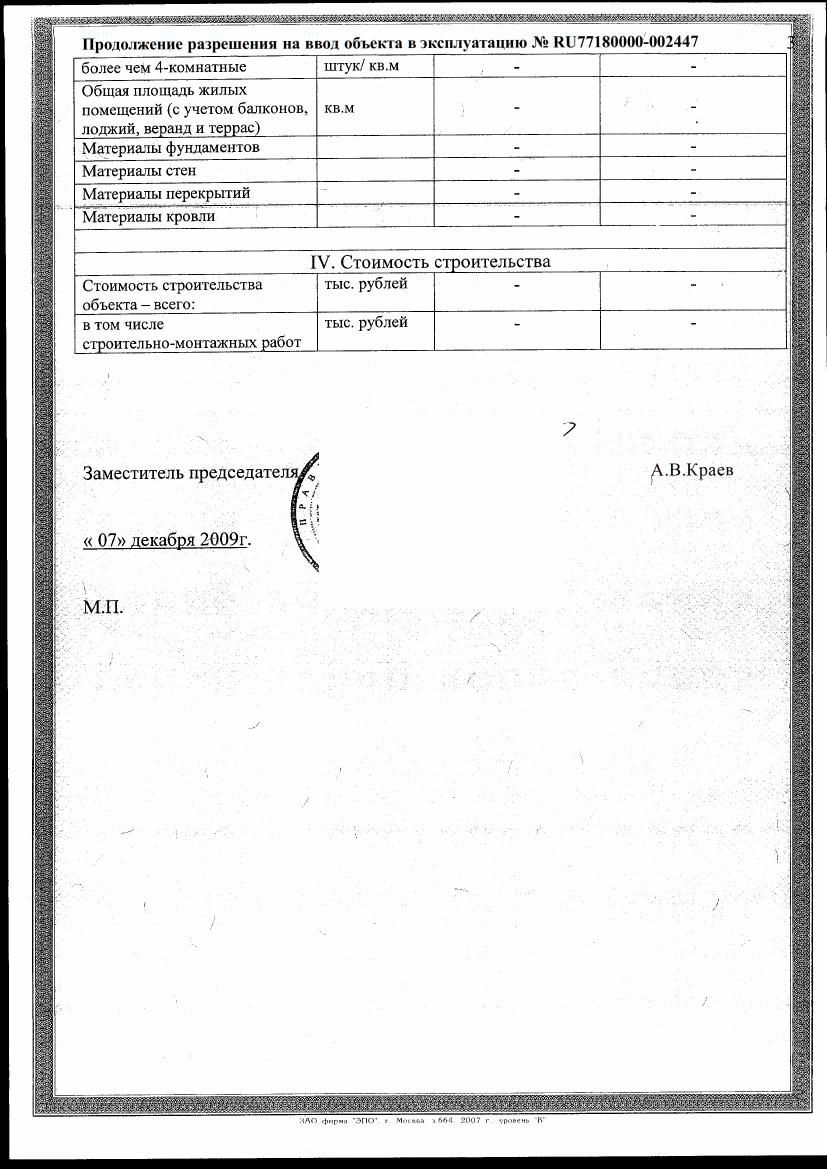 Продолжение разрешения на ввод объекта в эксплуатацию № RU77180000-002447
3
более чем 4-комнатные штук/ кв.м - -
Общая площадь жилых
помещений (с учетом балконов, кв.м - -
лоджий, веранд и террас)
Материалы фундаментов - -
Материалы стен - -
Материалы перекрытий - -
Материалы кровли - -
IV. Стоимость строительства
Стоимость строительства тыс. рублей - -
объекта – всего:
в том числе тыс. рублей - -
строительно-монтажных работ
Заместитель председателя А.В.Краев
ПРАВ
« 07» декабря 2009г.
М.П.
ЗАО фирма "ЭПО", г. Москва з.664, 2007 г., уровень "В"